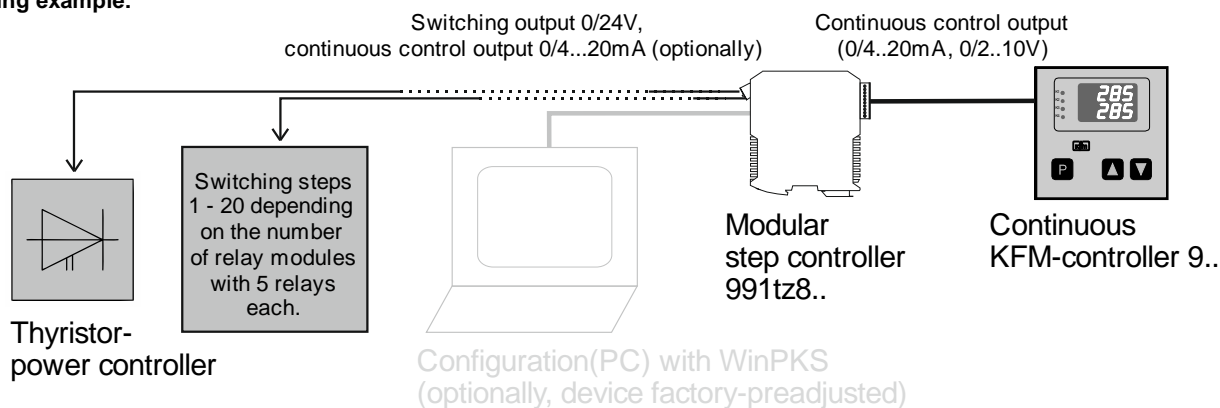 ing example:
Switching output 0/24V,
continuous control output 0/4...20mA (optionally)
Continuous control output
(0/4..20mA, 0/2..10V)
285
285
P
Switching steps
1 - 20 depending
on the number
of relay modules
with 5 relays
each.
Modular
step controller
991tz8..
Continuous
KFM-controller 9..
Thyristor-
power controller
Configuration(PC) with WinPKS
(optionally, device factory-preadjusted)